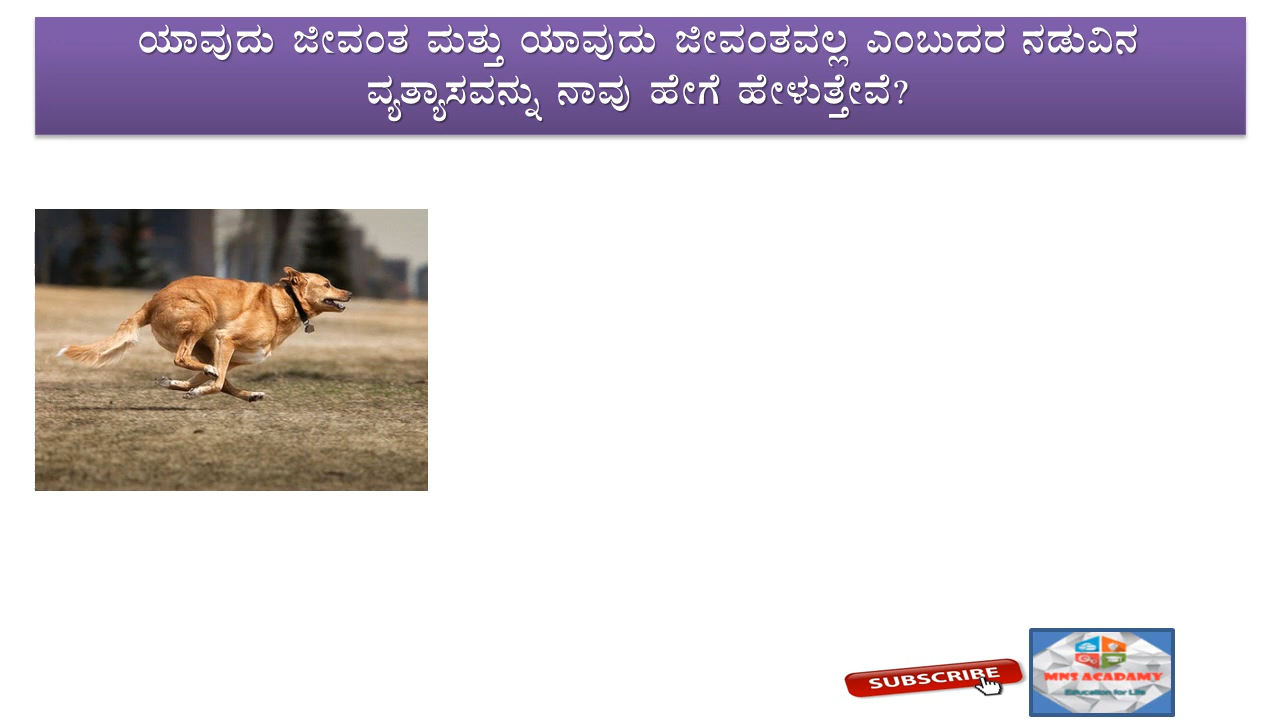 ಯಾವುದು ಜೀವಂತ ಮತ್ತು ಯಾವುದು ಜೀವಂತವಲ್ಲ ಎಂಬುದರ ನಡುವಿನ
ವ್ಯತ್ಯಾಸವನ್ನು ನಾವು ಹೇಗೆ ಹೇಳುತ್ತೇವೆ?
SUBSCRIBE
MNS ACADAMY
Education for Life